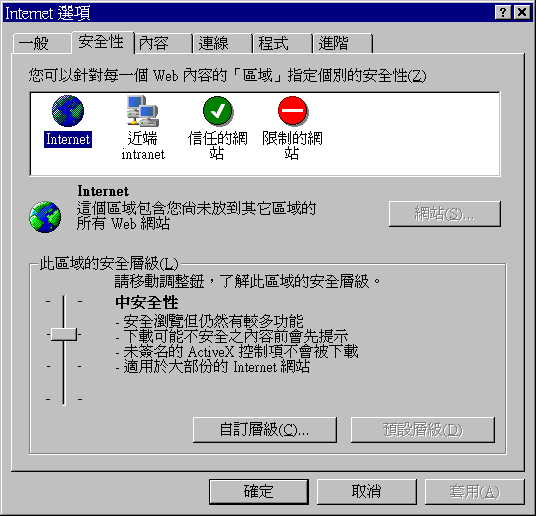 Internet 選項
一般
安全性
內容
連線
程式
進階
您可以針對每一個 Web 內容的「區域」指定個別的安全性(Z)
Internet
近端
intranet
信任的網
站
限制的網
站
Internet
這個區域包含您尚未放到其它區域的
所有 Web 網站
網站(S)...
此區域的安全層級(L)
請移動調整鈕，了解此區域的安全層級。
中安全性
- 安全瀏覽但仍然有較多功能
- 下載可能不安全之內容前會先提示
- 未簽名的 ActiveX 控制項不會被下載
- 適用於大部份的 Internet 網站
自訂層級(C)...
預設層級(D)
確定
取消
套用(A)